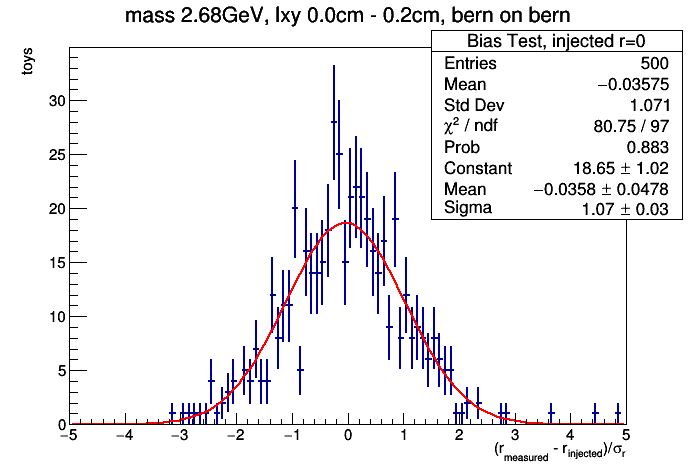 mass 2.68GeV, lxy 0.0cm - 0.2cm, bern on bern
Bias Test, injected r=0
Entries 500
Mean −0.03575
Std Dev 1.071
χ² / ndf 80.75 / 97
Prob 0.883
Constant 18.65 ± 1.02
Mean −0.0358 ± 0.0478
Sigma 1.07 ± 0.03
toys
30
25
20
15
10
5
0
−5 −4 −3 −2 −1 0 1 2 3 4 5
(r_measured - r_injected)/σ_r